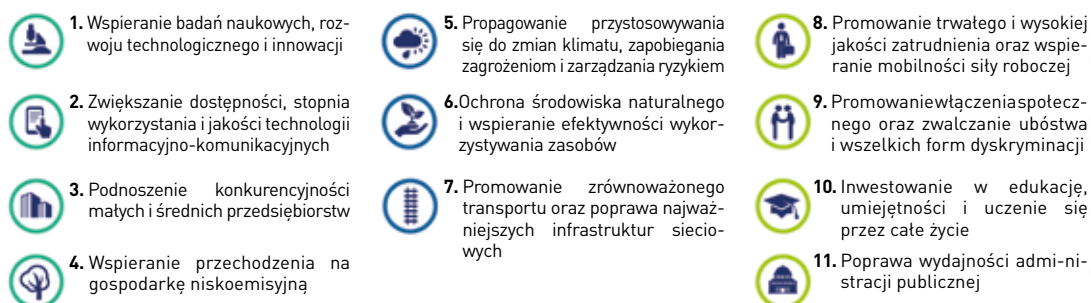 1. Wspieranie badań naukowych, roz-
woju technologicznego i innowacji
2. Zwiększanie dostępności, stopnia
wykorzystania i jakości technologii
informacyjno-komunikacyjnych
3. Podnoszenie konkurencyjności
małych i średnich przedsiębiorstw
4. Wspieranie przechodzenia na
gospodarkę niskoemisyjną
5. Propagowanie przystosowywania
się do zmian klimatu, zapobiegania
zagrożeniom i zarządzania ryzykiem
6.Ochrona środowiska naturalnego
i wspieranie efektywności wykor-
zystywania zasobów
7. Promowanie zrównoważonego
transportu oraz poprawa najważ-
niejszych infrastruktur siecio-
wych
8. Promowanie trwałego i wysokiej
jakości zatrudnienia oraz wspie-
ranie mobilności siły roboczej
9. Promowaniewłączeniaspołecz-
nego oraz zwalczanie ubóstwa
i wszelkich form dyskryminacji
10. Inwestowanie w edukację,
umiejętności i uczenie się
przez całe życie
11. Poprawa wydajności admi-ni-
stracji publicznej